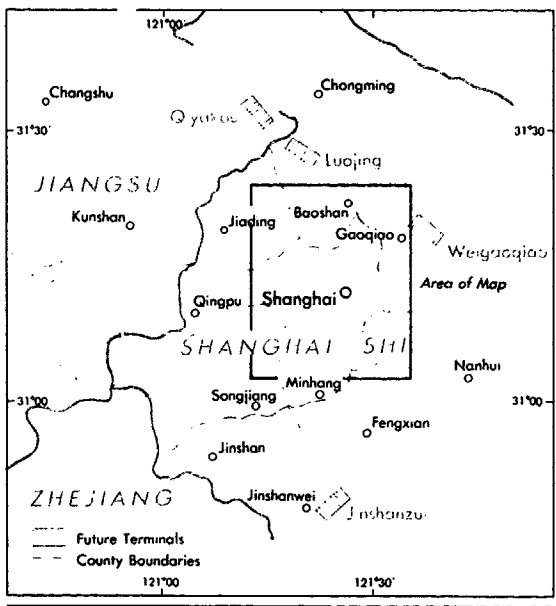 121°00'
Changshu
Chongming
Qiyakou
31°30'
31°30'
Luojing
JIANGSU
Baoshan
Kunshan
Jiading
Gaoqiao
Weigaoqiao
Area of Map
Qingpu
Shanghai
SHANGHAI SHI
Nanhui
Minhang
Songjiang
31°00'
31°00'
Fengxian
Jinshan
ZHEJIANG
Jinshanwei
Jinshanzui
Future Terminals
County Boundaries
121°00'
121°30'